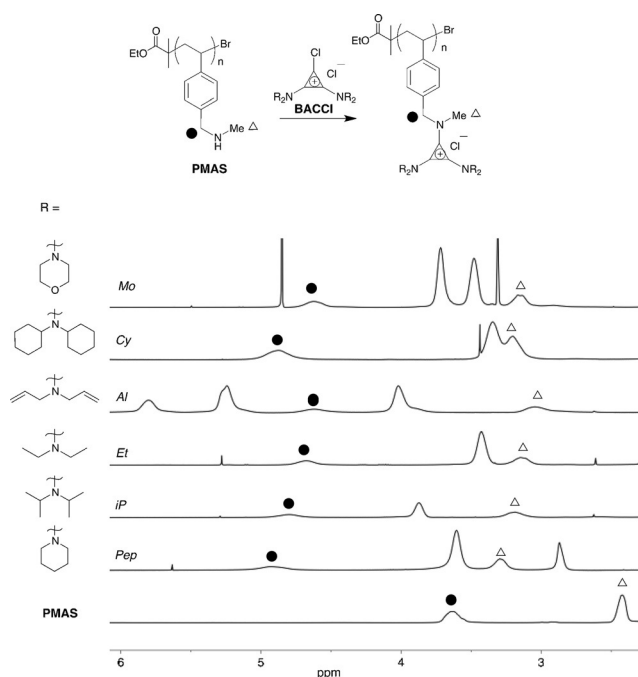 O
EtO
Br
n
Cl
Cl
—
+
R₂N
NR₂
BACCI
Me △
N
H
PMAS
O
EtO
Br
n
Me △
N
Cl
—
+
R₂N
NR₂
R =
N
O
Mo
△
N
Cy
△
N
Al
△
N
Et
△
N
iP
△
N
Pep
△
PMAS
△
6 5 4 3
ppm